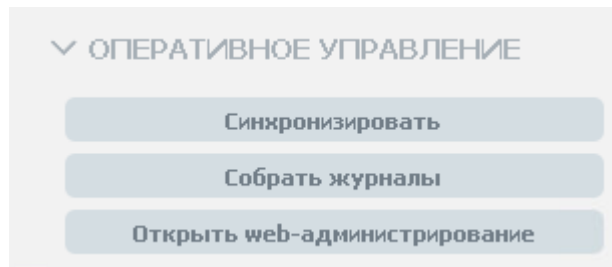 ОПЕРАТИВНОЕ УПРАВЛЕНИЕ
Синхронизировать
Собрать журналы
Открыть web-администрирование